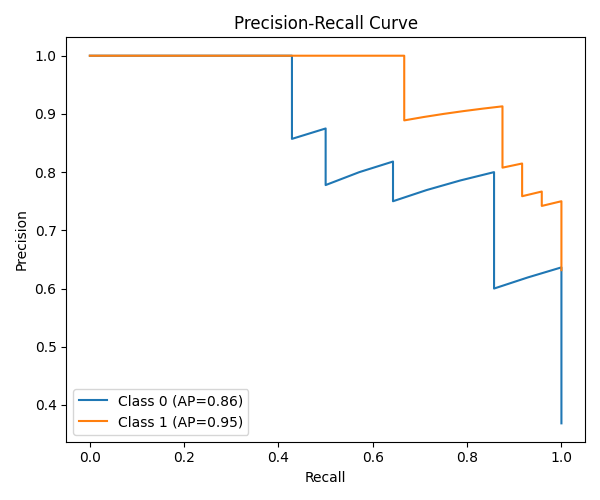 Precision-Recall Curve
1.0
0.9
0.8
0.7
0.6
0.5
0.4
Precision
Class 0 (AP=0.86)
Class 1 (AP=0.95)
0.0 0.2 0.4 0.6 0.8 1.0
Recall